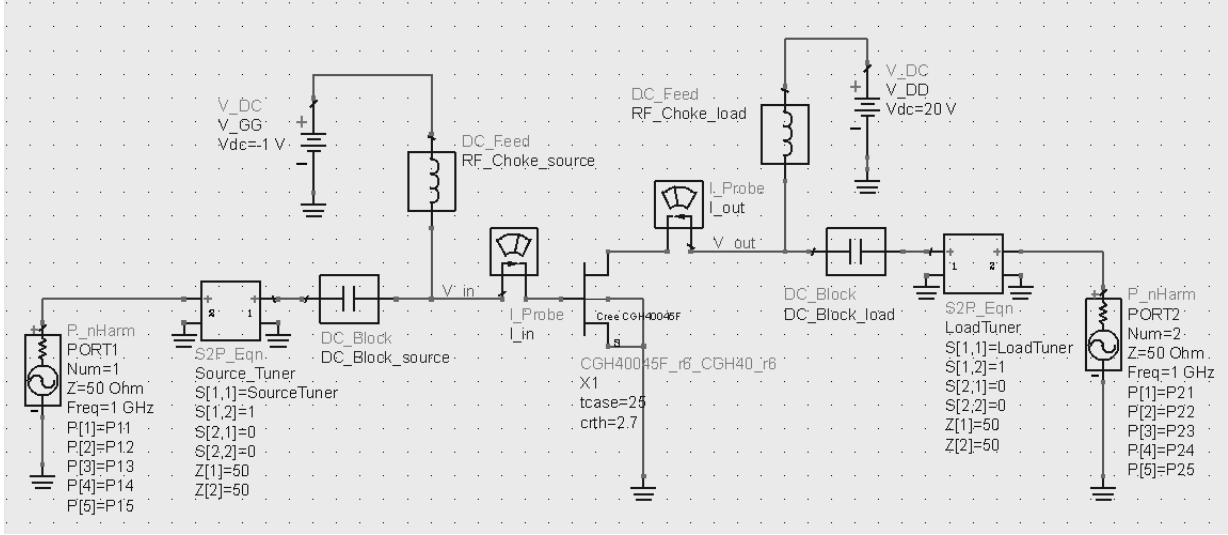 V_DC
V_GG
Vdc=-1 V
DC_Feed
RF_Choke_source
DC_Feed
RF_Choke_load
V_DC
V_DD
Vdc=20 V
I_Probe
I_out
V_out
V_in
I_Probe
I_in
Cree CGH40045F
S
CGH40045F_r6_CGH40_r6
X1
tcase=25
crth=2.7
DC_Block
DC_Block_source
DC_Block
DC_Block_load
2
1
S2P_Eqn
Source_Tuner
S[1,1]=SourceTuner
S[1,2]=1
S[2,1]=0
S[2,2]=0
Z[1]=50
Z[2]=50
P_nHarm
PORT1
Num=1
Z=50 Ohm
Freq=1 GHz
P[1]=P11
P[2]=P12
P[3]=P13
P[4]=P14
P[5]=P15
1
2
S2P_Eqn
LoadTuner
S[1,1]=LoadTuner
S[1,2]=1
S[2,1]=0
S[2,2]=0
Z[1]=50
Z[2]=50
P_nHarm
PORT2
Num=2
Z=50 Ohm
Freq=1 GHz
P[1]=P21
P[2]=P22
P[3]=P23
P[4]=P24
P[5]=P25